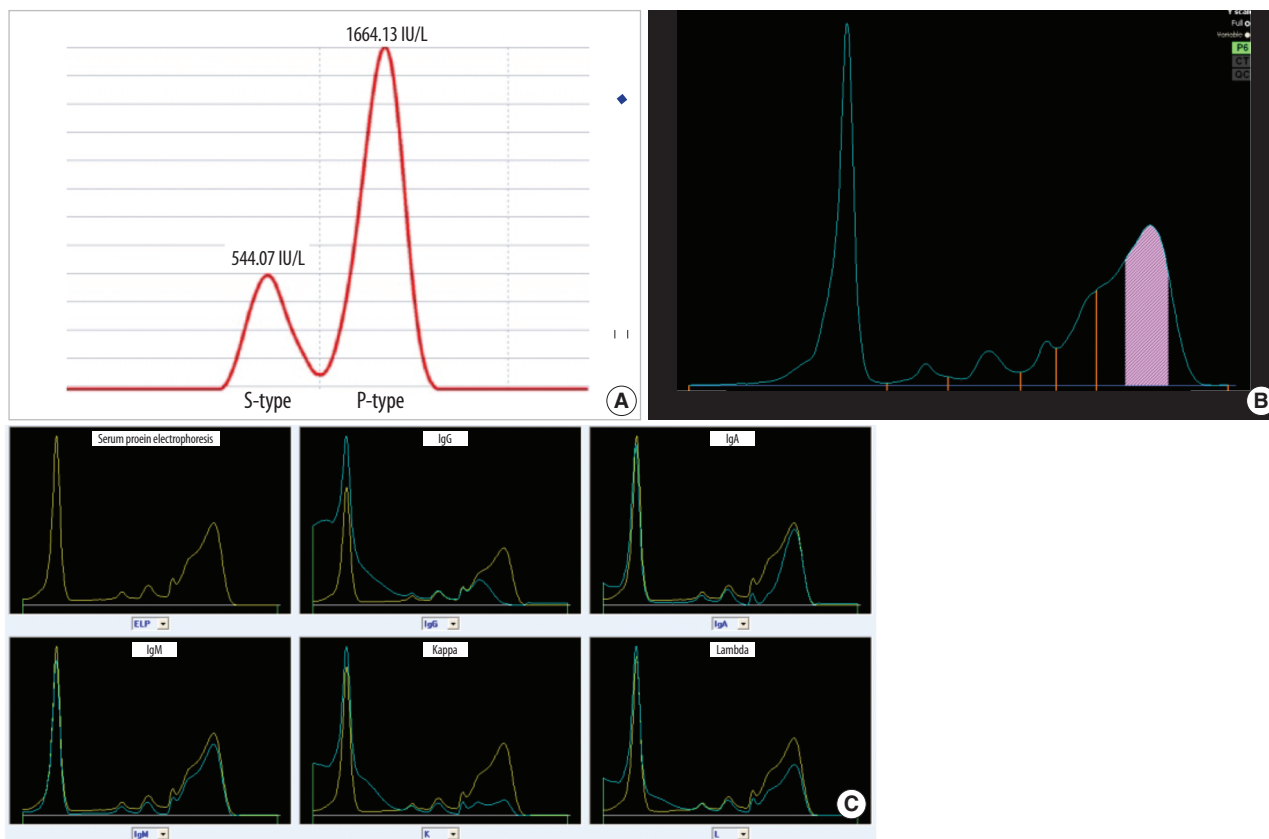 1664.13 IU/L
544.07 IU/L
S-type
P-type
A
Y scale
Full
Variable
P6
CT
QC
B
Serum proein electrophoresis
IgG
IgA
ELP
IgG
IgA
IgM
Kappa
Lambda
IgM
K
L
C